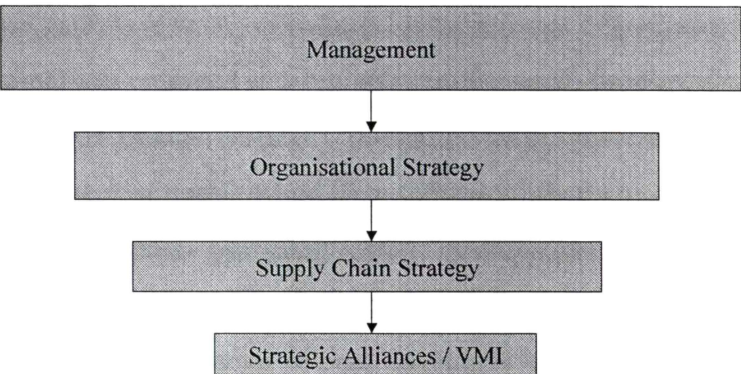 Management
Organisational Strategy
Supply Chain Strategy
Strategic Alliances / VMI